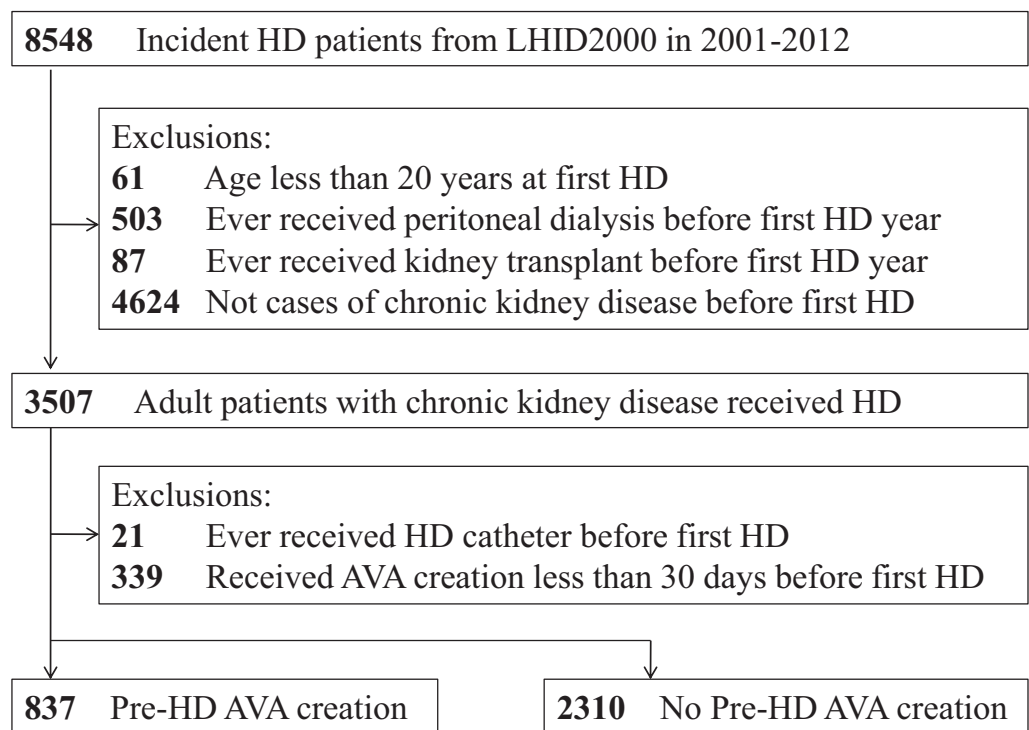 8548 Incident HD patients from LHID2000 in 2001-2012
Exclusions:
61 Age less than 20 years at first HD
503 Ever received peritoneal dialysis before first HD year
87 Ever received kidney transplant before first HD year
4624 Not cases of chronic kidney disease before first HD
3507 Adult patients with chronic kidney disease received HD
Exclusions:
21 Ever received HD catheter before first HD
339 Received AVA creation less than 30 days before first HD
837 Pre-HD AVA creation
2310 No Pre-HD AVA creation